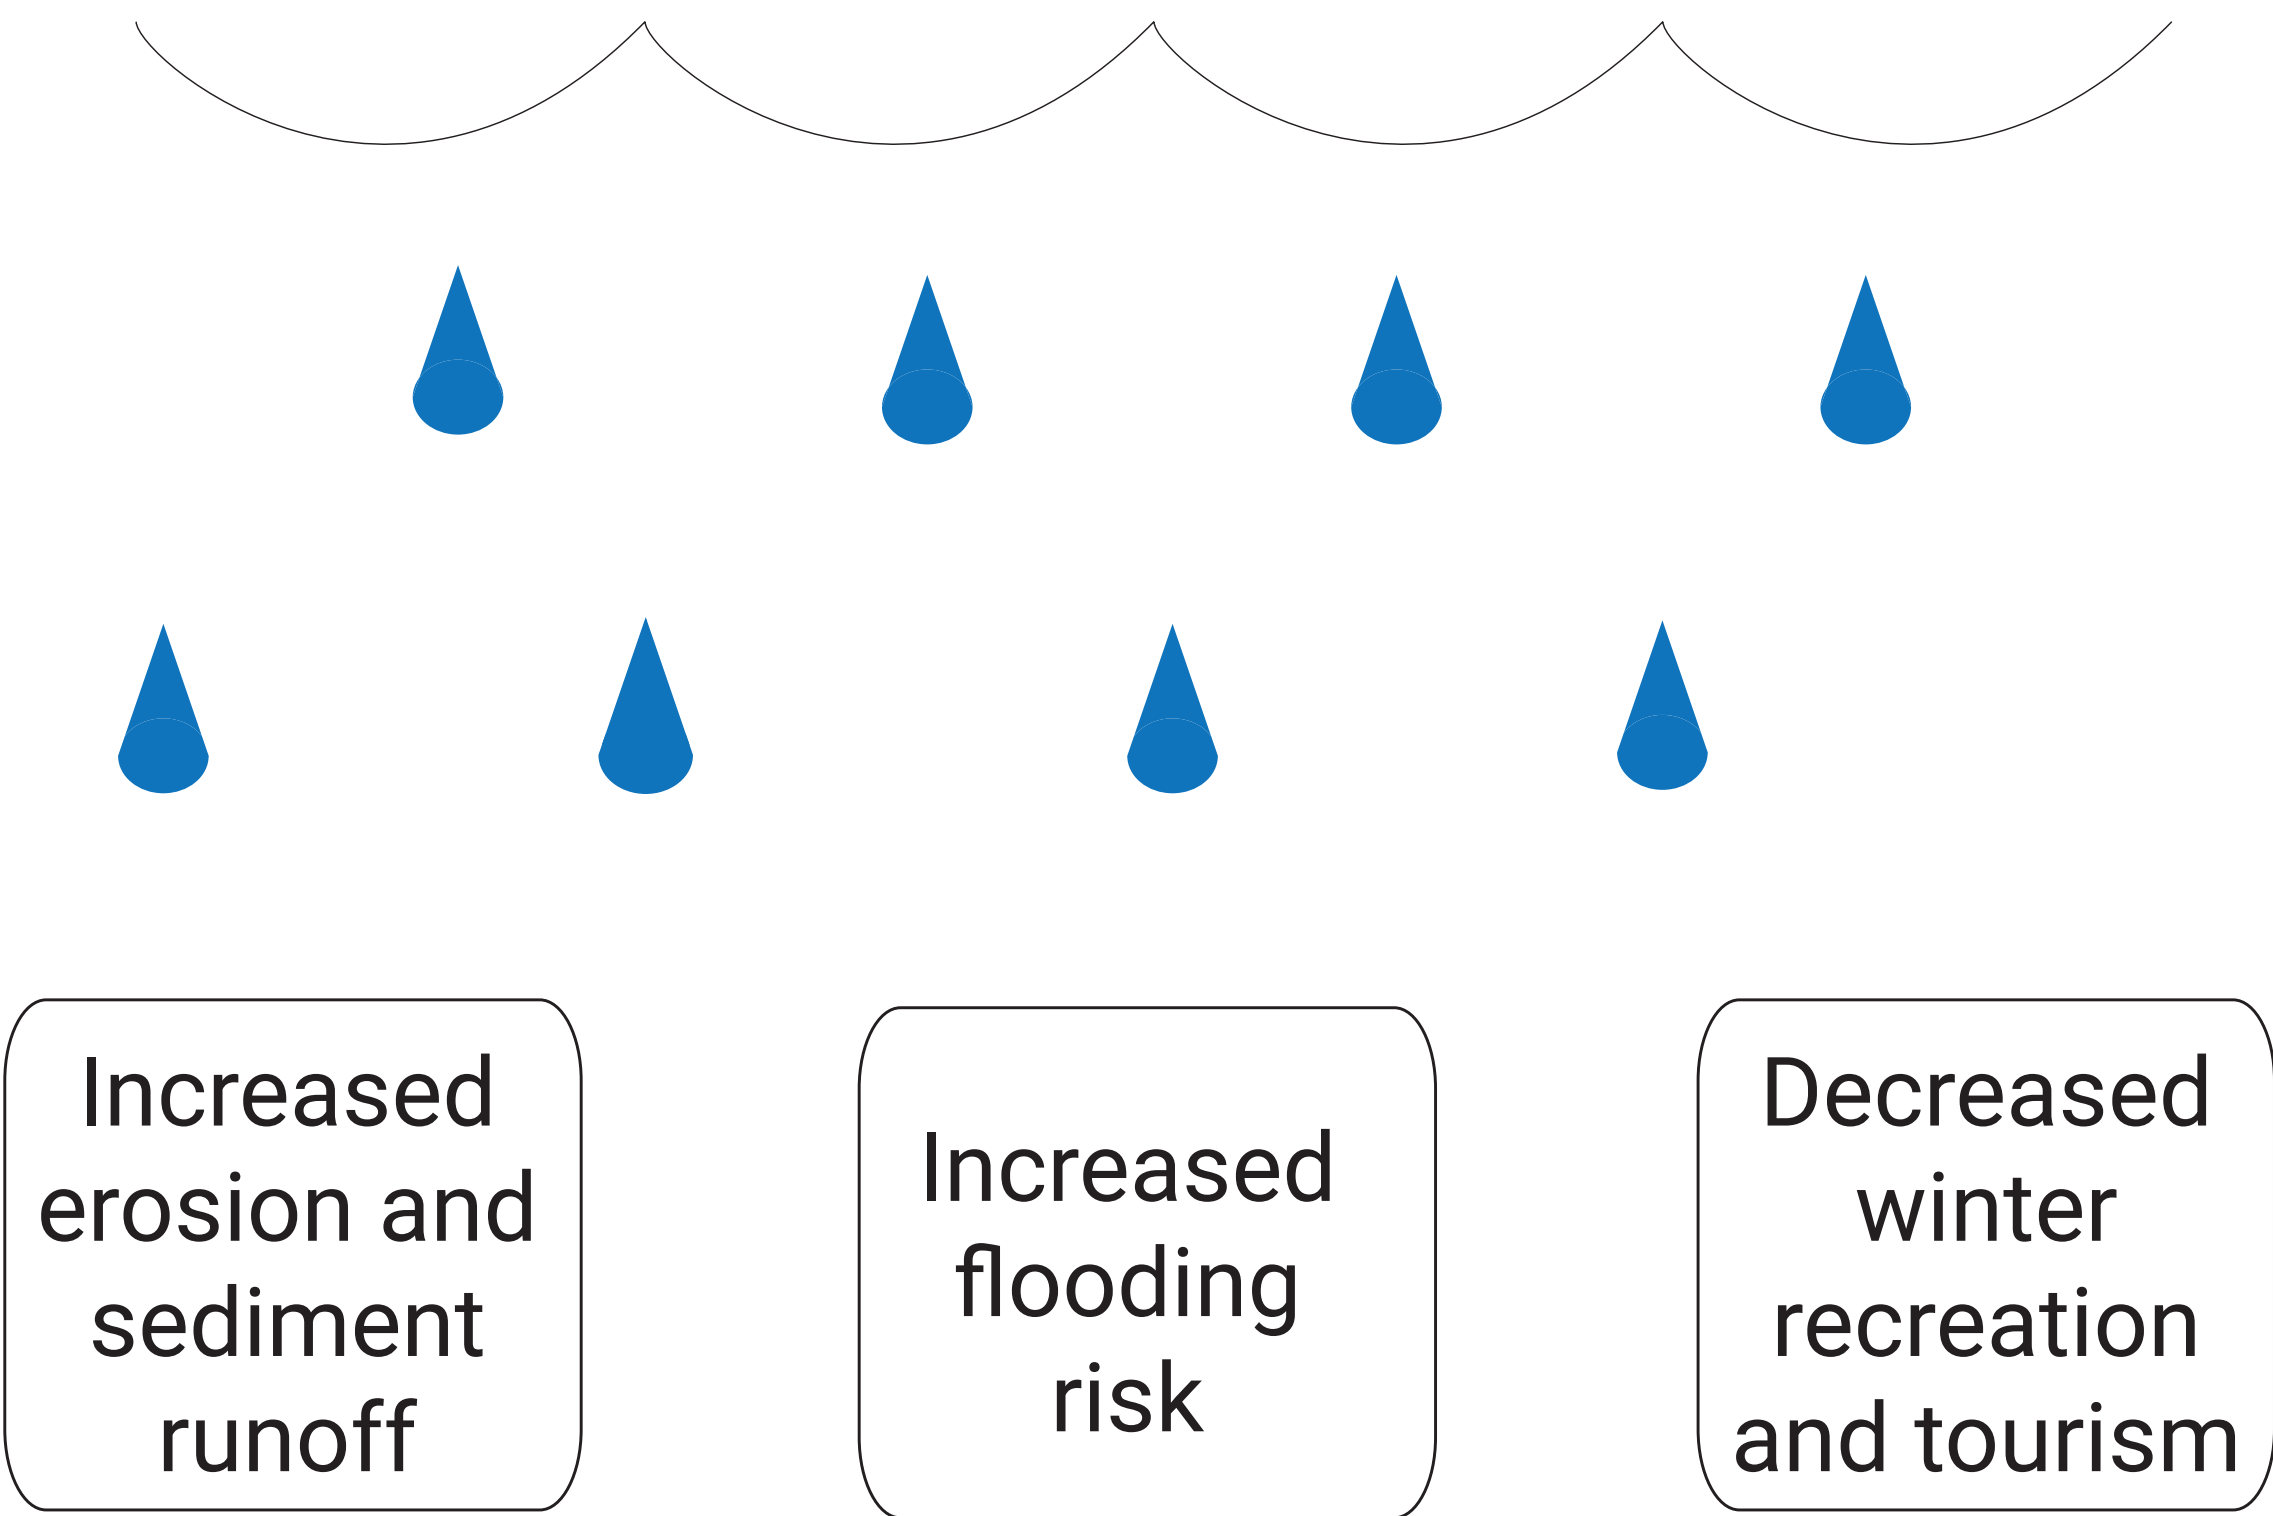 Increased
erosion and
sediment
runoff
Increased
flooding
risk
Decreased
winter
recreation
and tourism